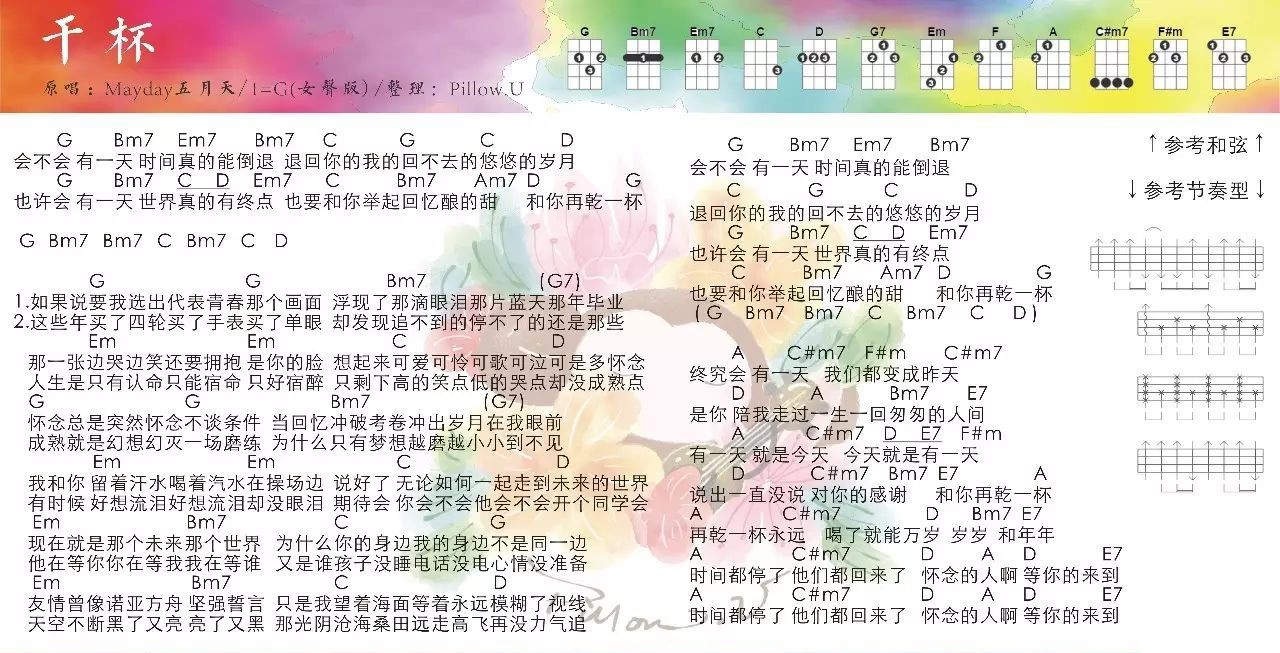 干杯
原唱：Mayday五月天/1=G(女声版)/整理：Pillow.U
G Bm7 Em7 C D G7 Em F A C#m7 F#m E7
G Bm7 Em7 Bm7 C G C D
会不会 有一天 时间真的能倒退 退回你的我的回不去的悠悠的岁月
G Bm7 C D Em7 C Bm7 Am7 D G
也许会 有一天 世界真的有终点 也要和你举起回忆酿的甜 和你再乾一杯
G Bm7 Bm7 C Bm7 C D
G G Bm7 (G7)
1.如果说要我选出代表青春那个画面 浮现了那滴眼泪那片蓝天那年毕业
2.这些年买了四轮买了手表买了单眼 却发现追不到的停不了的还是那些
Em Em C D
那一张边哭边笑还要拥抱 是你的脸 想起来可爱可怜可歌可泣可是多怀念
人生是只有认命只能宿命 只好宿醉 只剩下高的笑点低的哭点却没成熟点
G G Bm7 (G7)
怀念总是突然怀念不谈条件 当回忆冲破考卷冲出岁月在我眼前
成熟就是幻想幻灭一场磨练 为什么只有梦想越磨越小小到不见
Em Em C D
我和你 留着汗水喝着汽水在操场边 说好了 无论如何一起走到未来的世界
有时候 好想流泪好想流泪却没眼泪 期待会 你会不会他会不会开个同学会
Em Bm7 C G
现在就是那个未来那个世界 为什么你的身边我的身边不是同一边
他在等你你在等我我在等谁 又是谁孩子没睡电话没电心情没准备
Em Bm7 C D
友情曾像诺亚方舟 坚强誓言 只是我望着海面等着永远模糊了视线
天空不断黑了又亮 亮了又黑 那光阴沧海桑田远走高飞再没力气追
G Bm7 Em7 Bm7
会不会 有一天 时间真的能倒退
C G C D
退回你的我的回不去的悠悠的岁月
G Bm7 C D Em7
也许会 有一天 世界真的有终点
C Bm7 Am7 D G
也要和你举起回忆酿的甜 和你再乾一杯
( G Bm7 Bm7 C Bm7 C D )
A C#m7 F#m C#m7
终究会 有一天 我们都变成昨天
D A Bm7 E7
是你 陪我走过一生一回匆匆的人间
A C#m7 D E7 F#m
有一天 就是今天 今天就是有一天
D C#m7 Bm7 E7 A
说出一直没说 对你的感谢 和你再乾一杯
A C#m7 D Bm7 E7
再乾一杯永远 喝了就能万岁 岁岁 和年年
A C#m7 D A D E7
时间都停了 他们都回来了 怀念的人啊 等你的来到
A C#m7 D A D E7
时间都停了 他们都回来了 怀念的人啊 等你的来到
↑参考和弦↑
↓参考节奏型↓